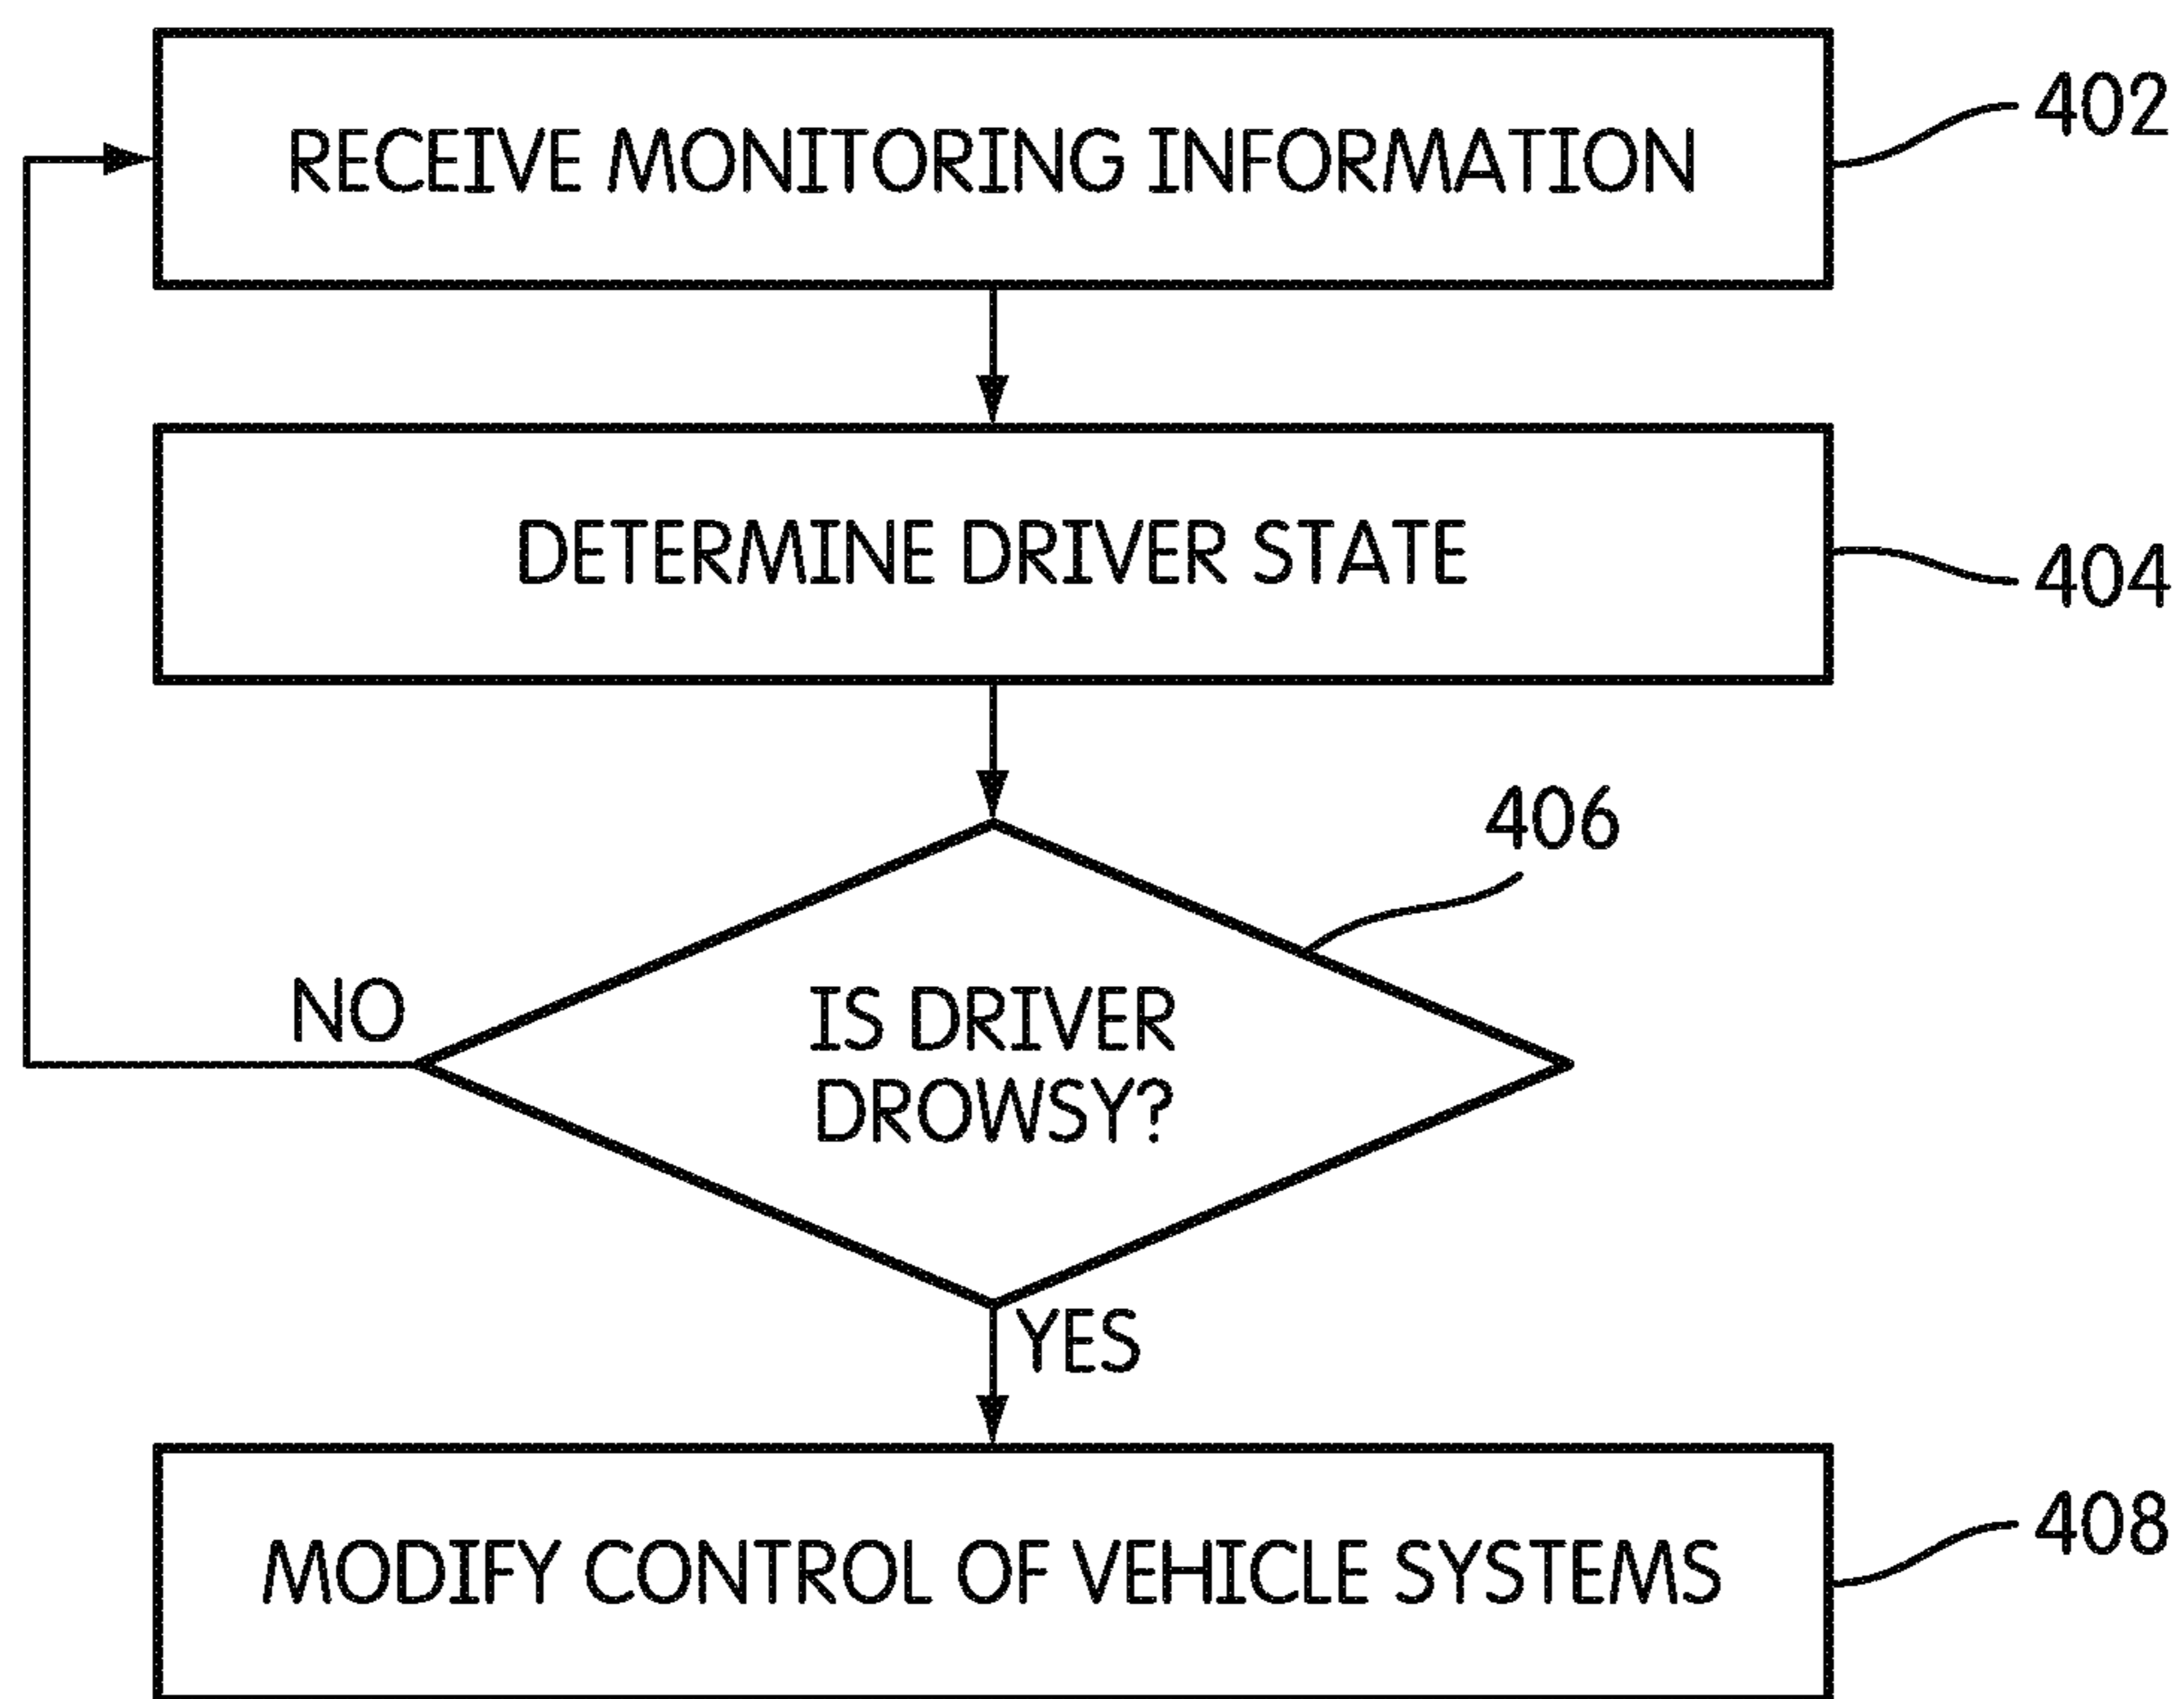 RECEIVE MONITORING INFORMATION
402
DETERMINE DRIVER STATE
404
406
IS DRIVER
DROWSY?
NO
YES
MODIFY CONTROL OF VEHICLE SYSTEMS
408